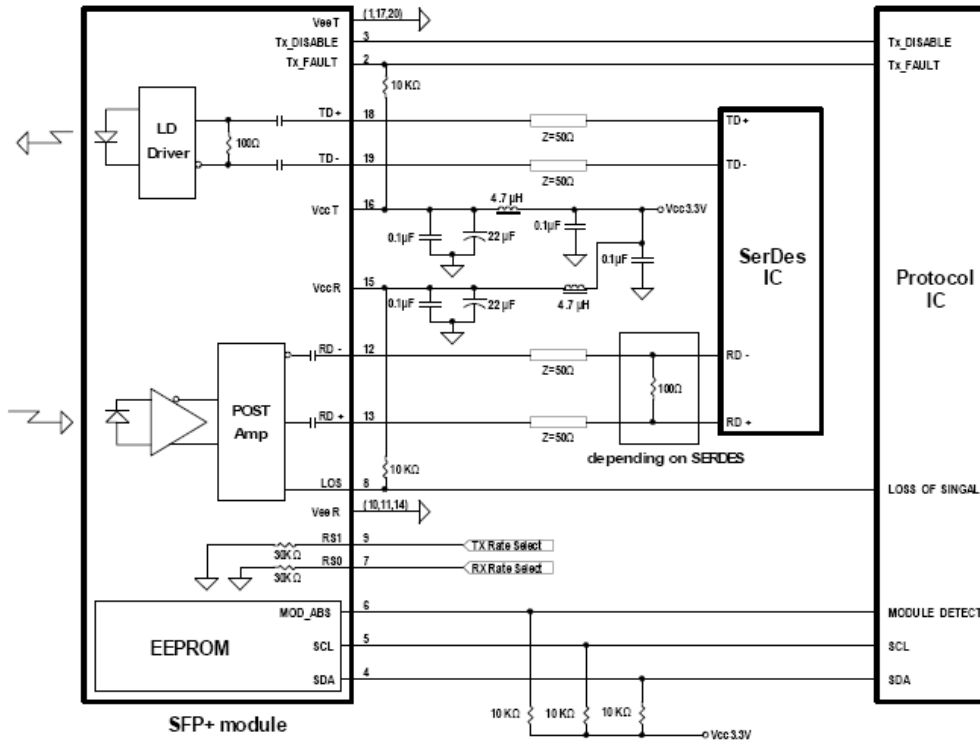 VeeT (1,17,20)
Tx_DISABLE 3 Tx_DISABLE
Tx_FAULT 2 Tx_FAULT
10 KΩ
LD
Driver
100Ω
TD+ 18 TD+
Z=50Ω
TD- 19 TD-
Z=50Ω
VccT 16
4.7 µH
Vcc3.3V
0.1µF
22 µF
0.1µF
0.1µF
SerDes
IC
Protocol
IC
VccR 15
0.1µF
22 µF
4.7 µH
RD - 12 RD -
Z=50Ω
POST
Amp
100Ω
RD + 13 RD +
Z=50Ω
depending on SERDES
10 KΩ
LOS 8 LOSS OF SINGAL
VeeR (10,11,14)
RS1 9 TX Rate Select
30KΩ
RS0 7 RX Rate Select
30KΩ
MOD_ABS 6 MODULE DETECT
EEPROM
SCL 5 SCL
SDA 4 SDA
10 KΩ 10 KΩ 10 KΩ
Vcc3.3V
SFP+ module